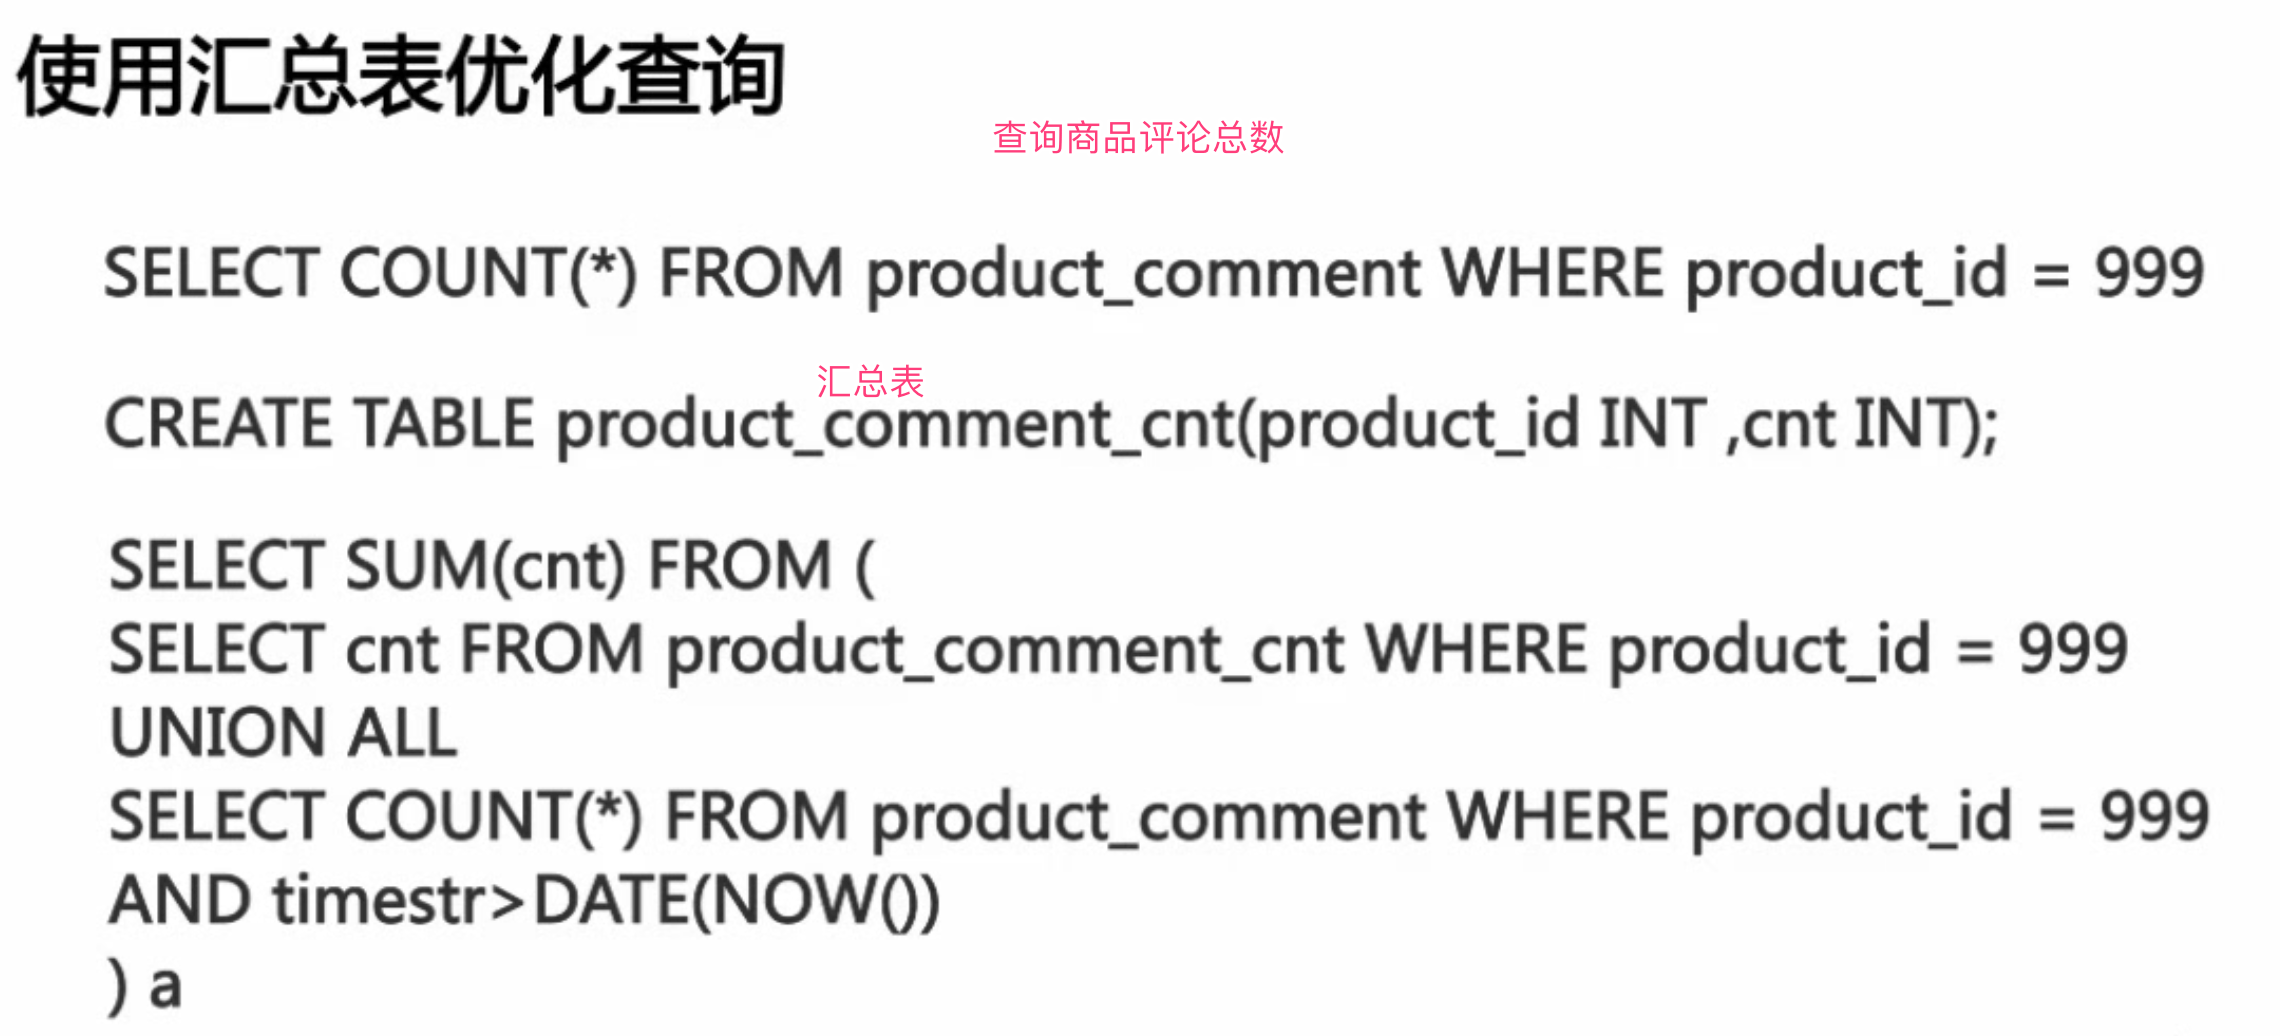 使用汇总表优化查询
查询商品评论总数
SELECT COUNT(*) FROM product_comment WHERE product_id = 999
汇总表
CREATE TABLE product_comment_cnt(product_id INT ,cnt INT);
SELECT SUM(cnt) FROM (
SELECT cnt FROM product_comment_cnt WHERE product_id = 999
UNION ALL
SELECT COUNT(*) FROM product_comment WHERE product_id = 999
AND timestr>DATE(NOW())
) a